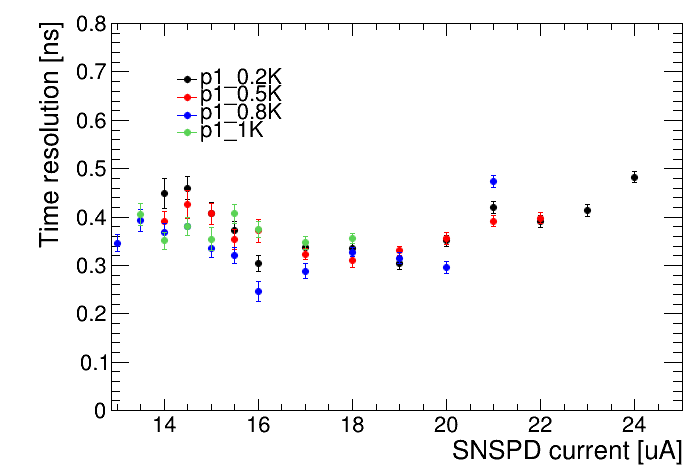 Time resolution [ns]
0.8
0.7
0.6
0.5
0.4
0.3
0.2
0.1
0
p1_0.2K
p1_0.5K
p1_0.8K
p1_1K
14 16 18 20 22 24
SNSPD current [uA]